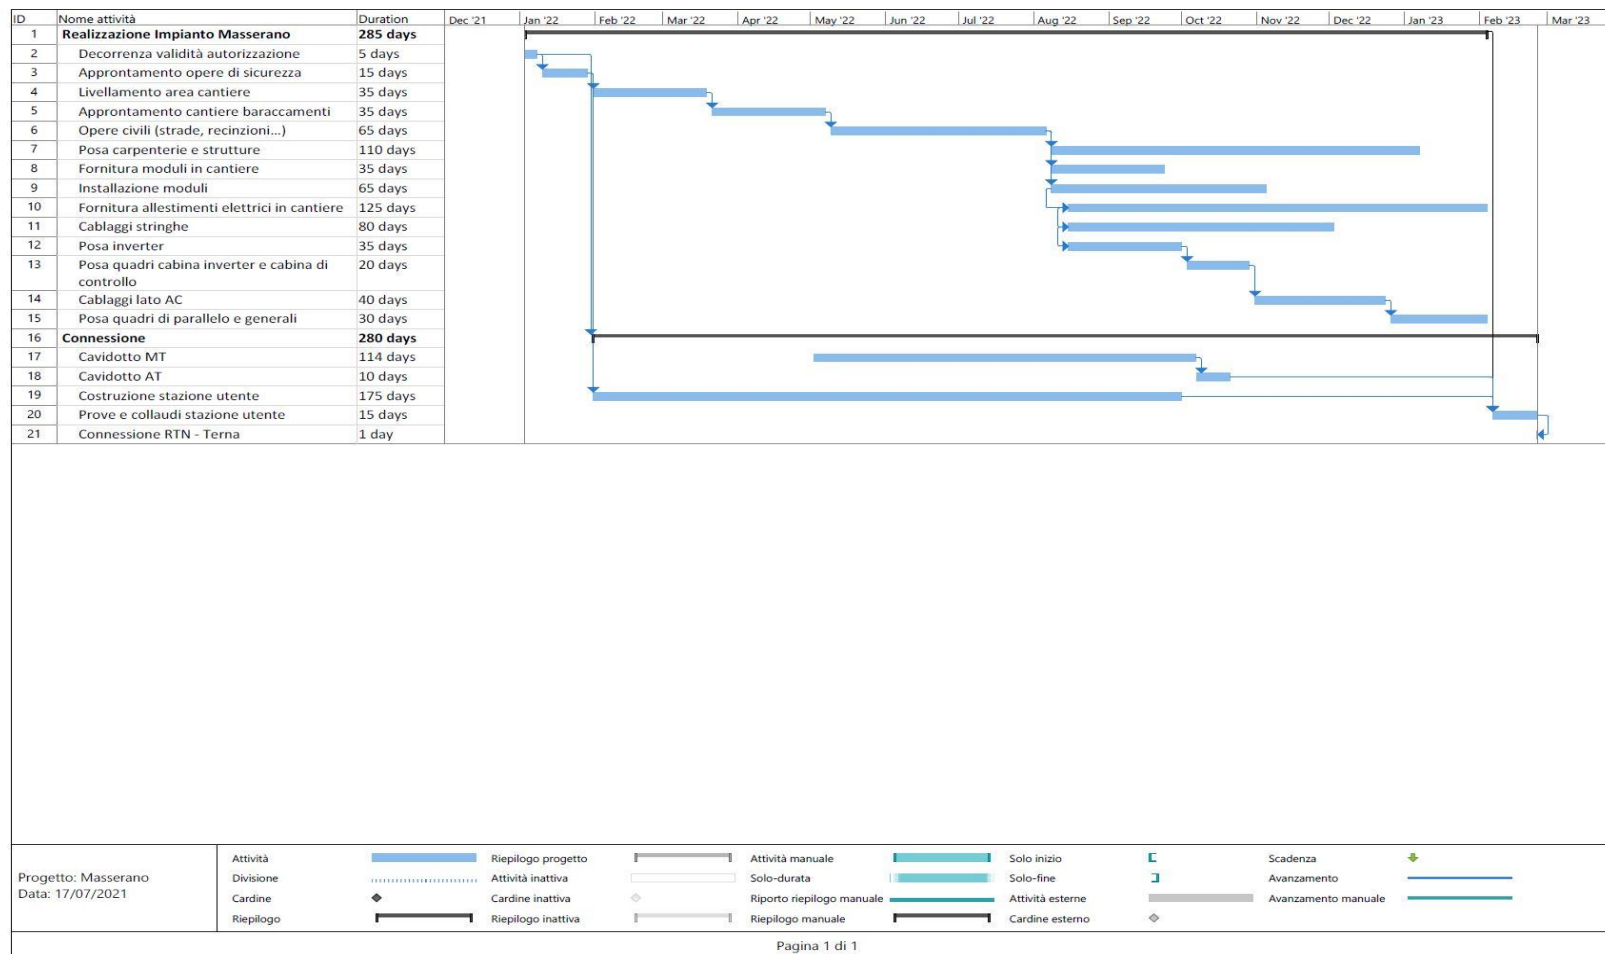 ID Nome attività Duration Dec '21 Jan '22 Feb '22 Mar '22 Apr '22 May '22 Jun '22 Jul '22 Aug '22 Sep '22 Oct '22 Nov '22 Dec '22 Jan '23 Feb '23 Mar '23
1 Realizzazione Impianto Masserano 285 days
2 Decorrenza validità autorizzazione 5 days
3 Approntamento opere di sicurezza 15 days
4 Livellamento area cantiere 35 days
5 Approntamento cantiere baraccamenti 35 days
6 Opere civili (strade, recinzioni...) 65 days
7 Posa carpenterie e strutture 110 days
8 Fornitura moduli in cantiere 35 days
9 Installazione moduli 65 days
10 Fornitura allestimenti elettrici in cantiere 125 days
11 Cablaggi stringhe 80 days
12 Posa inverter 35 days
13 Posa quadri cabina inverter e cabina di 20 days
controllo
14 Cablaggi lato AC 40 days
15 Posa quadri di parallelo e generali 30 days
16 Connessione 280 days
17 Cavidotto MT 114 days
18 Cavidotto AT 10 days
19 Costruzione stazione utente 175 days
20 Prove e collaudi stazione utente 15 days
21 Connessione RTN - Terna 1 day
Progetto: Masserano
Data: 17/07/2021
Attività Riepilogo progetto Attività manuale Solo inizio Scadenza
Divisione Attività inattiva Solo-durata Solo-fine Avanzamento
Cardine Cardine inattiva Riporto riepilogo manuale Attività esterne Avanzamento manuale
Riepilogo Riepilogo inattiva Riepilogo manuale Cardine esterno
Pagina 1 di 1